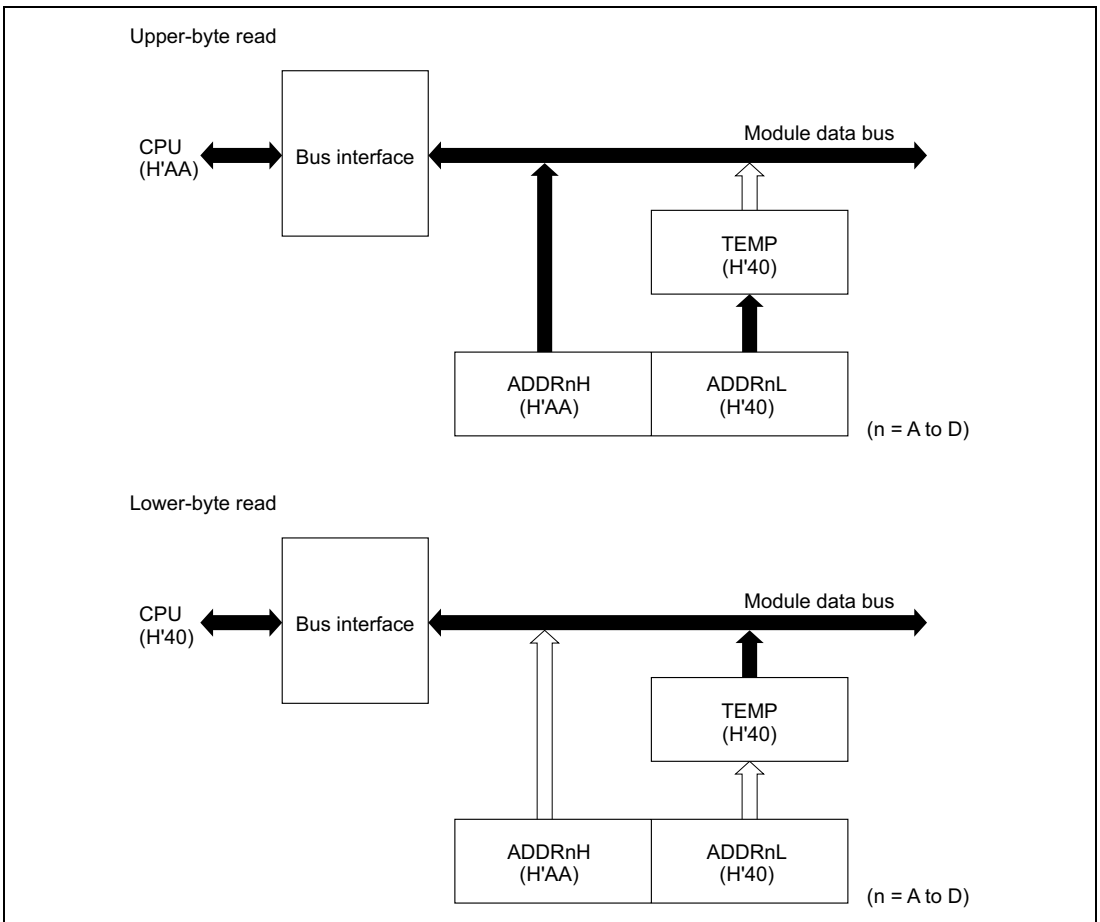 Upper-byte read
CPU
(H'AA)
Bus interface
Module data bus
TEMP
(H'40)
ADDRnH
(H'AA)
ADDRnL
(H'40)
(n = A to D)
Lower-byte read
CPU
(H'40)
Bus interface
Module data bus
TEMP
(H'40)
ADDRnH
(H'AA)
ADDRnL
(H'40)
(n = A to D)